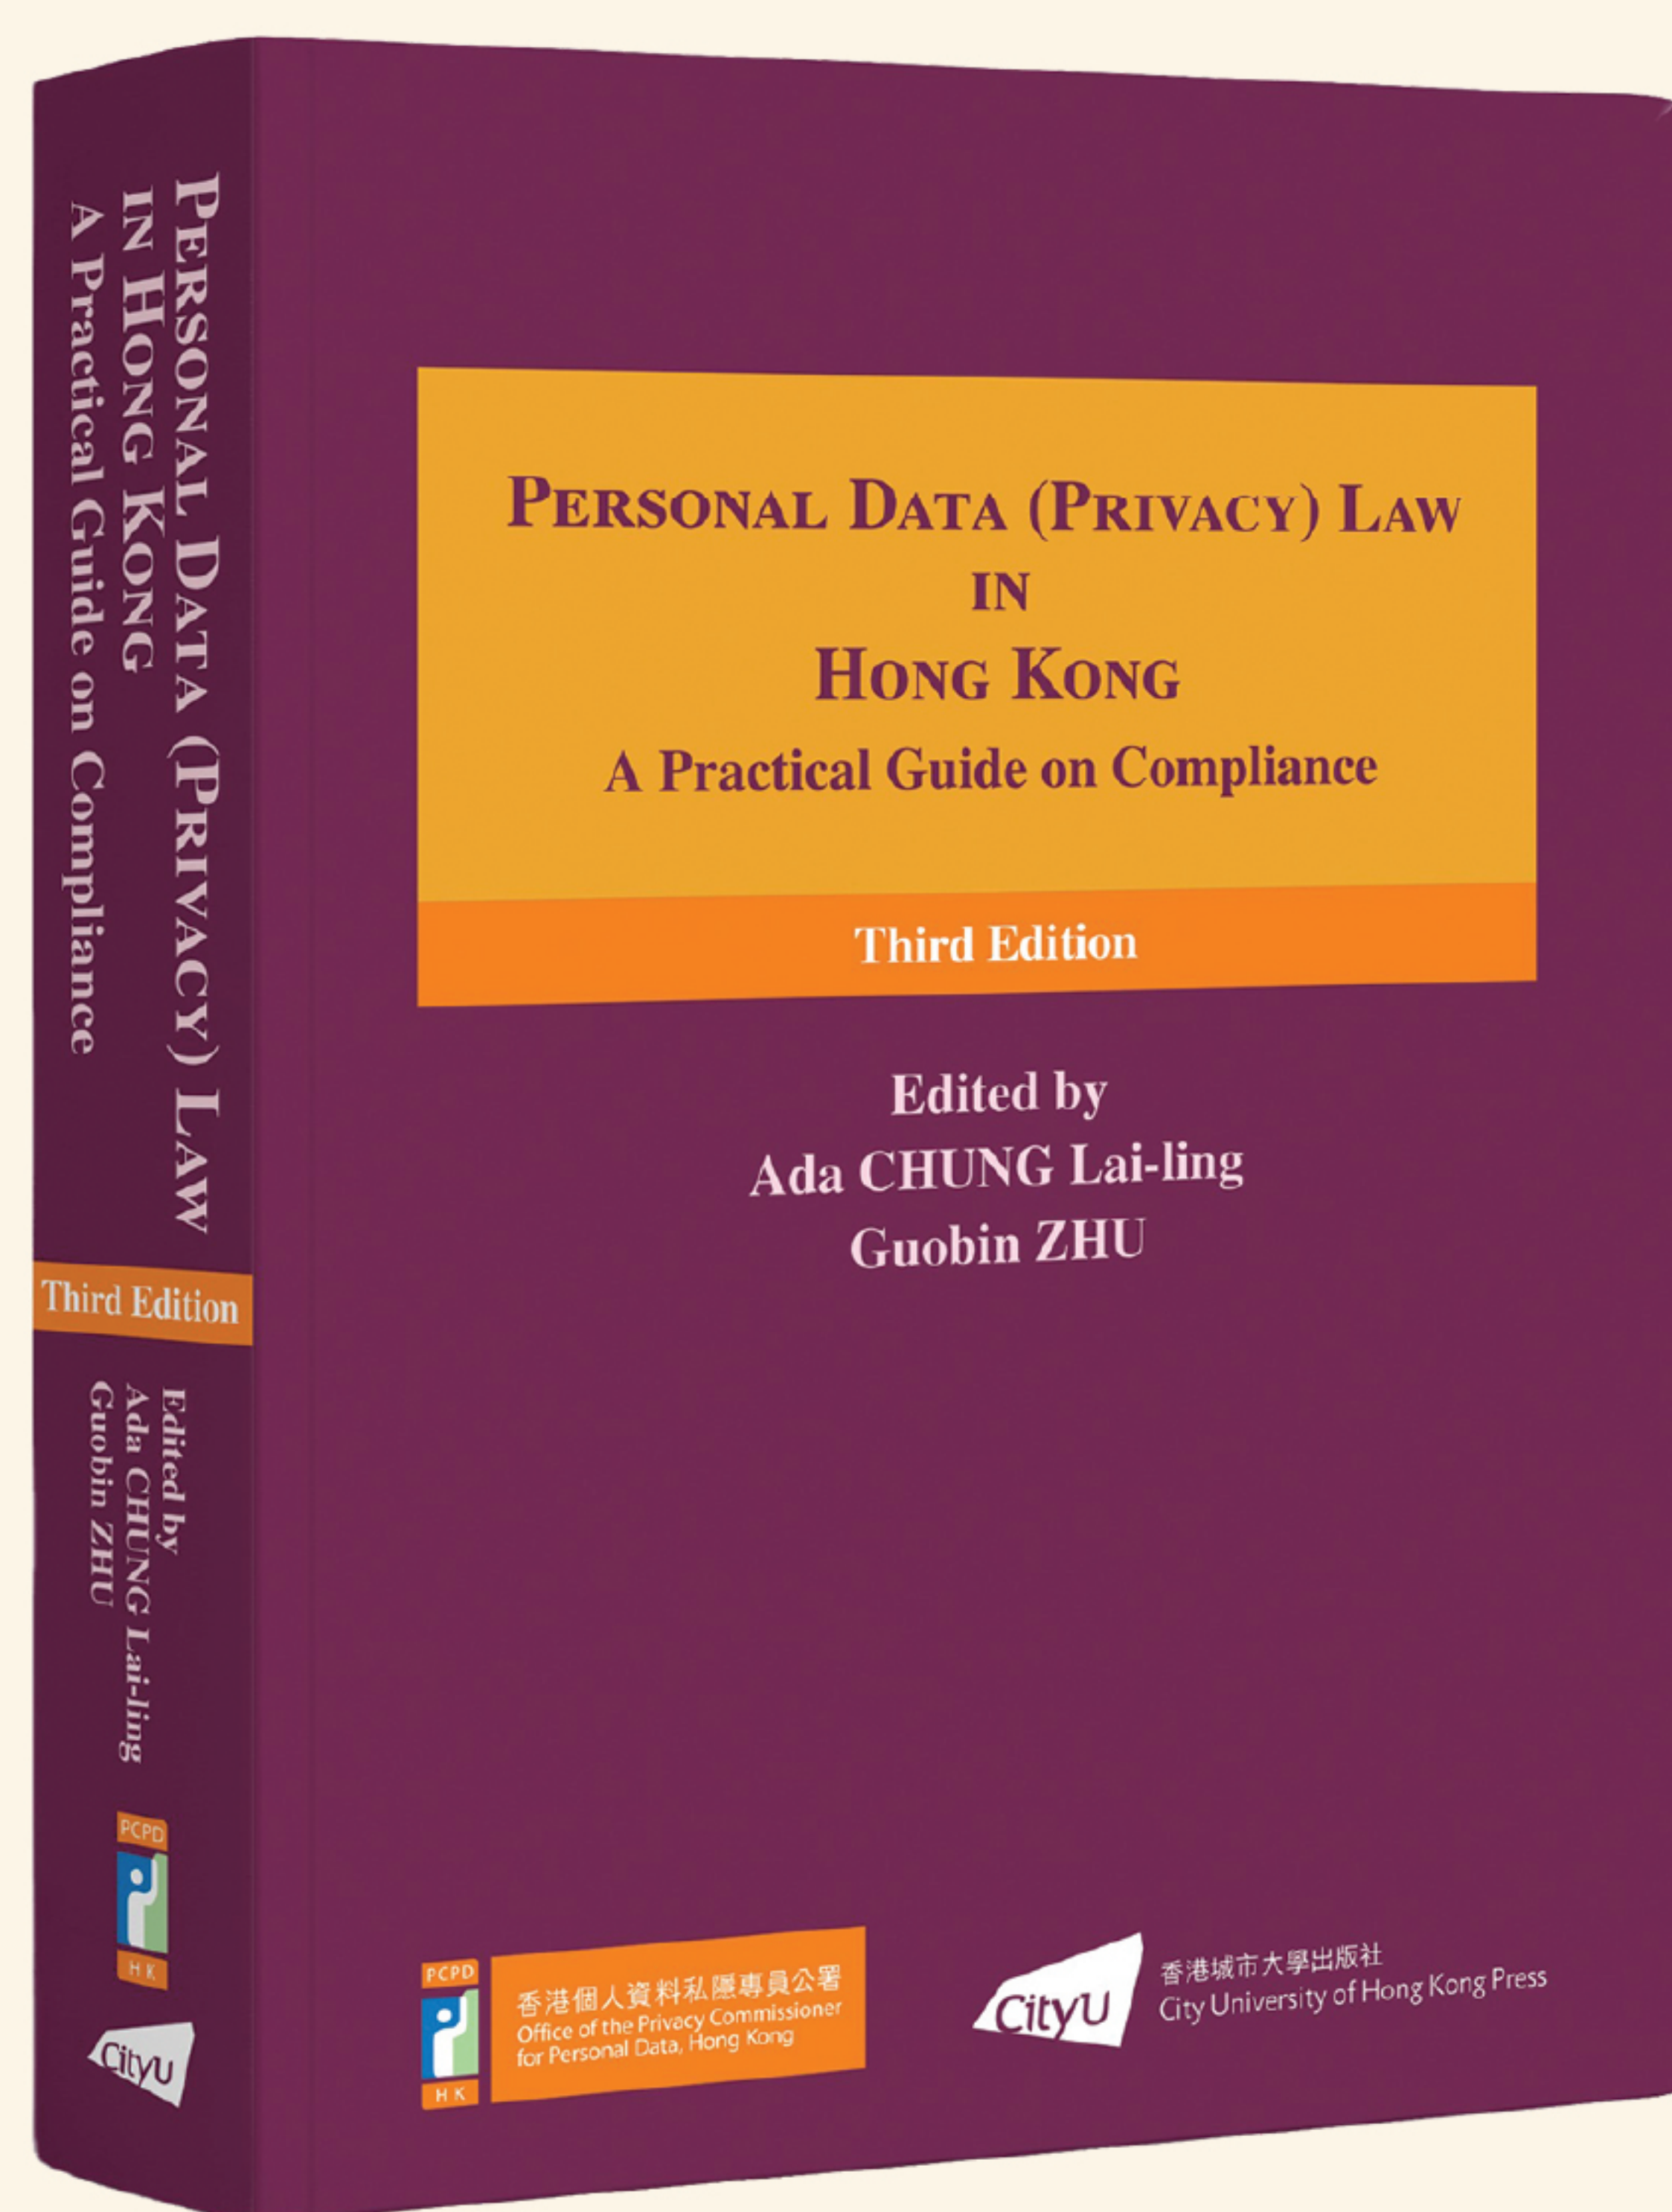 PERSONAL DATA (PRIVACY) LAW
IN HONG KONG
A Practical Guide on Compliance
Third Edition
Edited by
Ada CHUNG Lai-ling
Guobin ZHU
PCPD
HK
CityU
PERSONAL DATA (PRIVACY) LAW
IN
HONG KONG
A Practical Guide on Compliance
Third Edition
Edited by
Ada CHUNG Lai-ling
Guobin ZHU
PCPD
HK
香港個人資料私隱專員公署
Office of the Privacy Commissioner
for Personal Data, Hong Kong
CityU
香港城市大學出版社
City University of Hong Kong Press